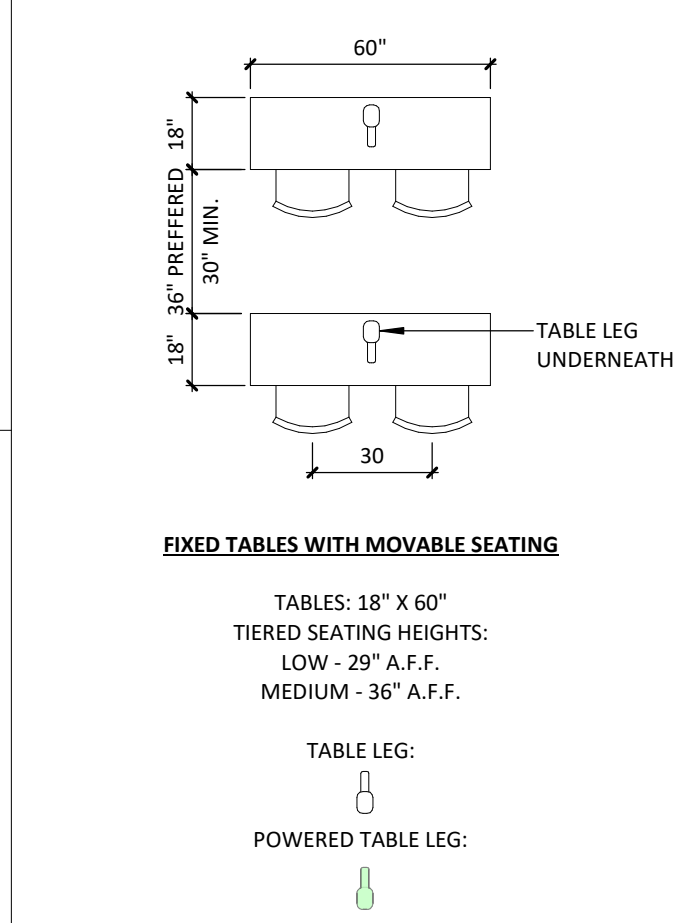 60"
18"
36" PREFFERED
30" MIN.
18"
TABLE LEG
UNDERNEATH
30
FIXED TABLES WITH MOVABLE SEATING
TABLES: 18" X 60"
TIERED SEATING HEIGHTS:
LOW - 29" A.F.F.
MEDIUM - 36" A.F.F.
TABLE LEG:
POWERED TABLE LEG: